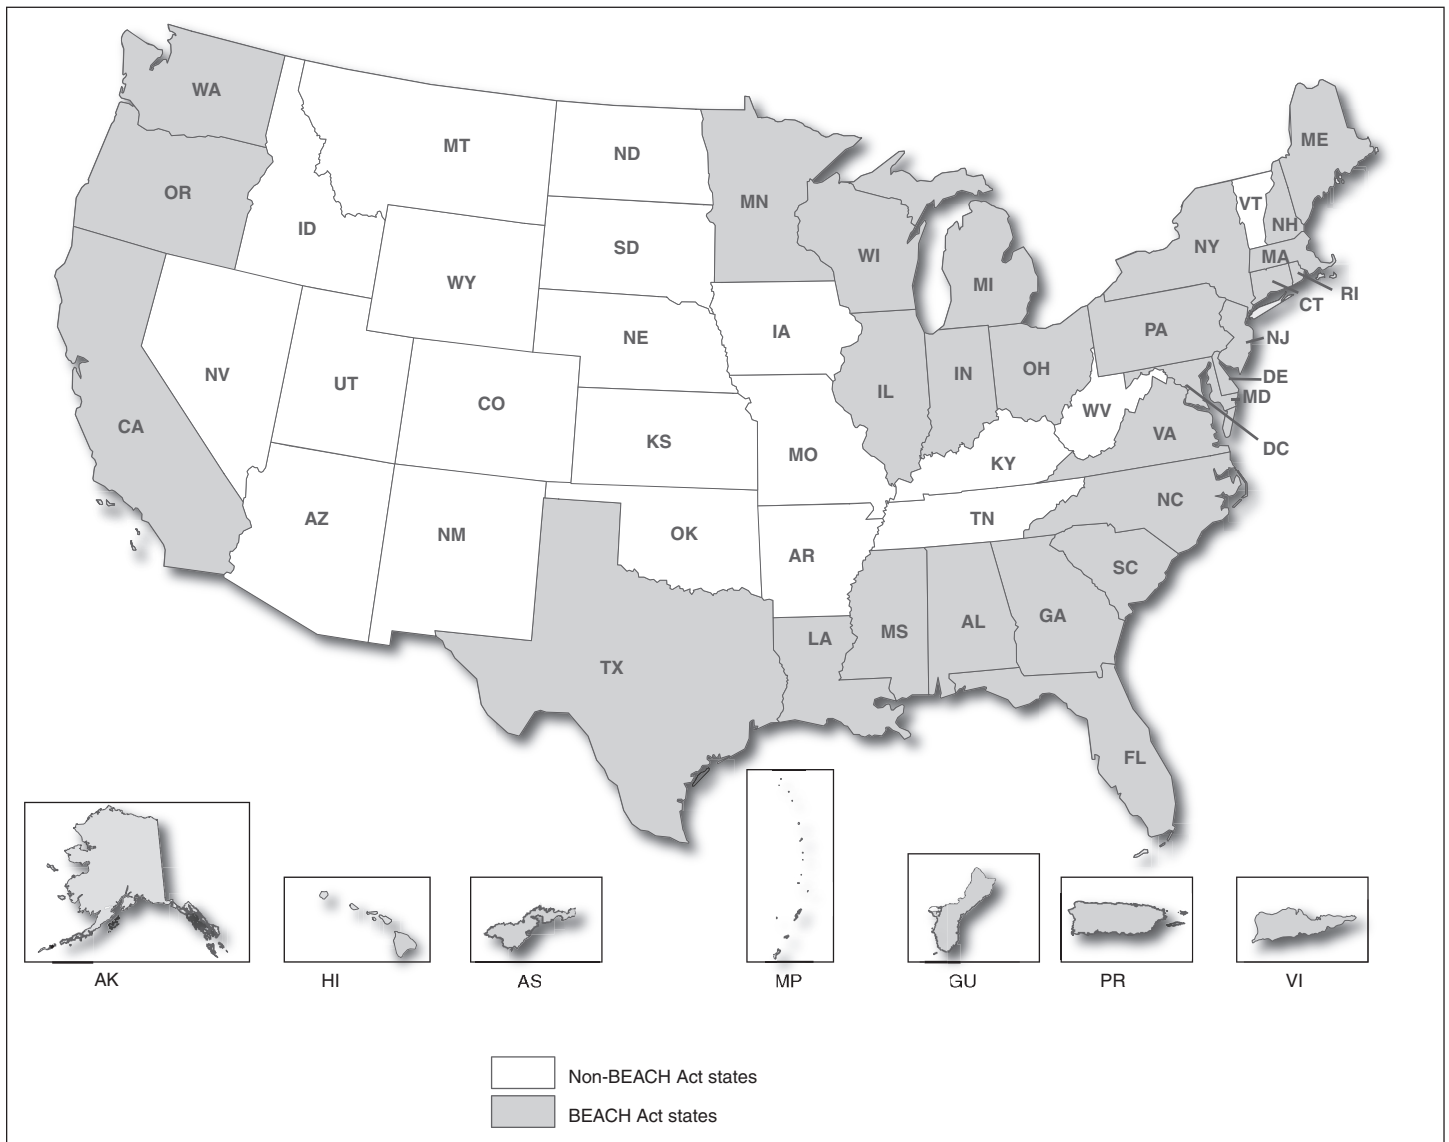 WA
MT
ND
MN
ME
OR
ID
SD
WI
MI
NY
VT
NH
MA
RI
CT
WY
IA
NE
PA
NJ
NV
UT
CO
IL
IN
OH
DE
MD
WV
CA
KS
MO
KY
VA
DC
AZ
NM
OK
AR
TN
NC
SC
TX
LA
MS
AL
GA
FL
AK
HI
AS
MP
GU
PR
VI
Non-BEACH Act states
BEACH Act states